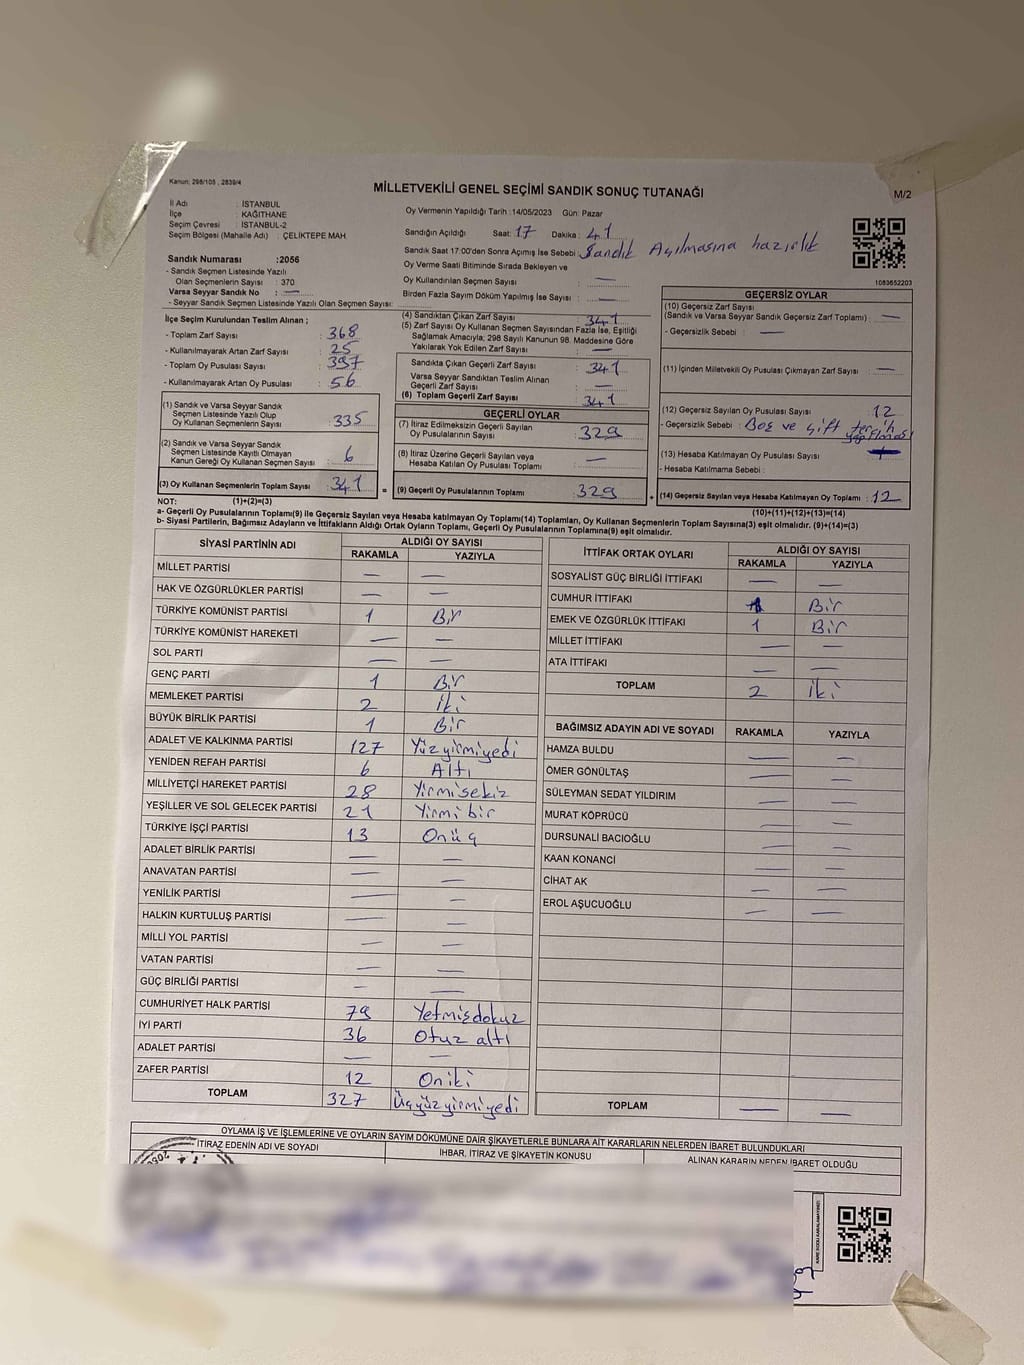 Kanun: 298/105 , 2839/4
MİLLETVEKİLİ GENEL SEÇİMİ SANDIK SONUÇ TUTANAĞI
M/2
İl Adı : İSTANBUL
İlçe : KAĞITHANE
Seçim Çevresi : İSTANBUL-2
Seçim Bölgesi (Mahalle Adı) : ÇELİKTEPE MAH.
Oy Vermenin Yapıldığı Tarih :14/05/2023 Gün: Pazar
Sandığın Açıldığı Saat: 17 Dakika : 41
Sandık Saat 17:00'den Sonra Açılmış İse Sebebi : Sandık Açılmasına hazırlık
Oy Verme Saati Bitiminde Sırada Bekleyen ve
Oy Kullandırılan Seçmen Sayısı : —
Birden Fazla Sayım Döküm Yapılmış İse Sayısı : —
1083652203
Sandık Numarası :2056
- Sandık Seçmen Listesinde Yazılı
Olan Seçmenlerin Sayısı : 370
Varsa Seyyar Sandık No : —
- Seyyar Sandık Seçmen Listesinde Yazılı Olan Seçmen Sayısı:
İlçe Seçim Kurulundan Teslim Alınan ;
- Toplam Zarf Sayısı : 368
- Kullanılmayarak Artan Zarf Sayısı : 25
- Toplam Oy Pusulası Sayısı : 397
- Kullanılmayarak Artan Oy Pusulası : 56
(1) Sandık ve Varsa Seyyar Sandık
Seçmen Listesinde Yazılı Olup
Oy Kullanan Seçmenlerin Sayısı : 335
(2) Sandık ve Varsa Seyyar Sandık
Seçmen Listesinde Kayıtlı Olmayan
Kanun Gereği Oy Kullanan Seçmen Sayısı : 6
(3) Oy Kullanan Seçmenlerin Toplam Sayısı : 341
(4) Sandıktan Çıkan Zarf Sayısı : 341
(5) Zarf Sayısı Oy Kullanan Seçmen Sayısından Fazla İse, Eşitliği
Sağlamak Amacıyla; 298 Sayılı Kanunun 98. Maddesine Göre
Yakılarak Yok Edilen Zarf Sayısı : —
Sandıkta Çıkan Geçerli Zarf Sayısı : 341
Varsa Seyyar Sandıktan Teslim Alınan
Geçerli Zarf Sayısı : —
(6) Toplam Geçerli Zarf Sayısı : 341
GEÇERLİ OYLAR
(7) İtiraz Edilmeksizin Geçerli Sayılan
Oy Pusulalarının Sayısı : 329
(8) İtiraz Üzerine Geçerli Sayılan veya
Hesaba Katılan Oy Pusulası Toplamı : —
= (9) Geçerli Oy Pusulalarının Toplamı : 329
GEÇERSİZ OYLAR
(10) Geçersiz Zarf Sayısı
(Sandık ve Varsa Seyyar Sandık Geçersiz Zarf Toplamı) : —
- Geçersizlik Sebebi : —
(11) İçinden Milletvekili Oy Pusulası Çıkmayan Zarf Sayısı : —
(12) Geçersiz Sayılan Oy Pusulası Sayısı : 12
- Geçersizlik Sebebi : Boş ve çift tercih yapılması
(13) Hesaba Katılmayan Oy Pusulası Sayısı
- Hesaba Katılmama Sebebi :
+ (14) Geçersiz Sayılan veya Hesaba Katılmayan Oy Toplamı : 12
NOT: (1)+(2)=(3)
(10)+(11)+(12)+(13)=(14)
a- Geçerli Oy Pusulalarının Toplamı(9) ile Geçersiz Sayılan veya Hesaba katılmayan Oy Toplamı(14) Toplamları, Oy Kullanan Seçmenlerin Toplam Sayısına(3) eşit olmalıdır. (9)+(14)=(3)
b- Siyasi Partilerin, Bağımsız Adayların ve İttifakların Aldığı Ortak Oyların Toplamı, Geçerli Oy Pusulalarının Toplamına(9) eşit olmalıdır.
SİYASİ PARTİNİN ADI ALDIĞI OY SAYISI
RAKAMLA YAZIYLA
MİLLET PARTİSİ — —
HAK VE ÖZGÜRLÜKLER PARTİSİ — —
TÜRKİYE KOMÜNİST PARTİSİ 1 Bir
TÜRKİYE KOMÜNİST HAREKETİ — —
SOL PARTİ — —
GENÇ PARTİ 1 Bir
MEMLEKET PARTİSİ 2 İki
BÜYÜK BİRLİK PARTİSİ 1 Bir
ADALET VE KALKINMA PARTİSİ 127 Yüzyirmiyedi
YENİDEN REFAH PARTİSİ 6 Altı
MİLLİYETÇİ HAREKET PARTİSİ 28 Yirmisekiz
YEŞİLLER VE SOL GELECEK PARTİSİ 21 Yirmi bir
TÜRKİYE İŞÇİ PARTİSİ 13 Onüç
ADALET BİRLİK PARTİSİ — —
ANAVATAN PARTİSİ — —
YENİLİK PARTİSİ — —
HALKIN KURTULUŞ PARTİSİ — —
MİLLİ YOL PARTİSİ — —
VATAN PARTİSİ — —
GÜÇ BİRLİĞİ PARTİSİ — —
CUMHURİYET HALK PARTİSİ 79 Yetmişdokuz
İYİ PARTİ 36 Otuz altı
ADALET PARTİSİ — —
ZAFER PARTİSİ 12 Oniki
TOPLAM 327 Üçyüzyirmiyedi
İTTİFAK ORTAK OYLARI ALDIĞI OY SAYISI
RAKAMLA YAZIYLA
SOSYALİST GÜÇ BİRLİĞİ İTTİFAKI — —
CUMHUR İTTİFAKI 1 Bir
EMEK VE ÖZGÜRLÜK İTTİFAKI 1 Bir
MİLLET İTTİFAKI — —
ATA İTTİFAKI — —
TOPLAM 2 İki
BAĞIMSIZ ADAYIN ADI VE SOYADI RAKAMLA YAZIYLA
HAMZA BULDU — —
ÖMER GÖNÜLTAŞ — —
SÜLEYMAN SEDAT YILDIRIM — —
MURAT KÖPRÜCÜ — —
DURSUNALİ BACIOĞLU — —
KAAN KONANCİ — —
CİHAT AK — —
EROL AŞUCUOĞLU — —
TOPLAM — —
OYLAMA İŞ VE İŞLEMLERİNE VE OYLARIN SAYIM DÖKÜMÜNE DAİR ŞİKAYETLERLE BUNLARA AİT KARARLARIN NELERDEN İBARET BULUNDUKLARI
İTİRAZ EDENİN ADI VE SOYADI İHBAR, İTİRAZ VE ŞİKAYETİN KONUSU ALINAN KARARIN NEDEN İBARET OLDUĞU